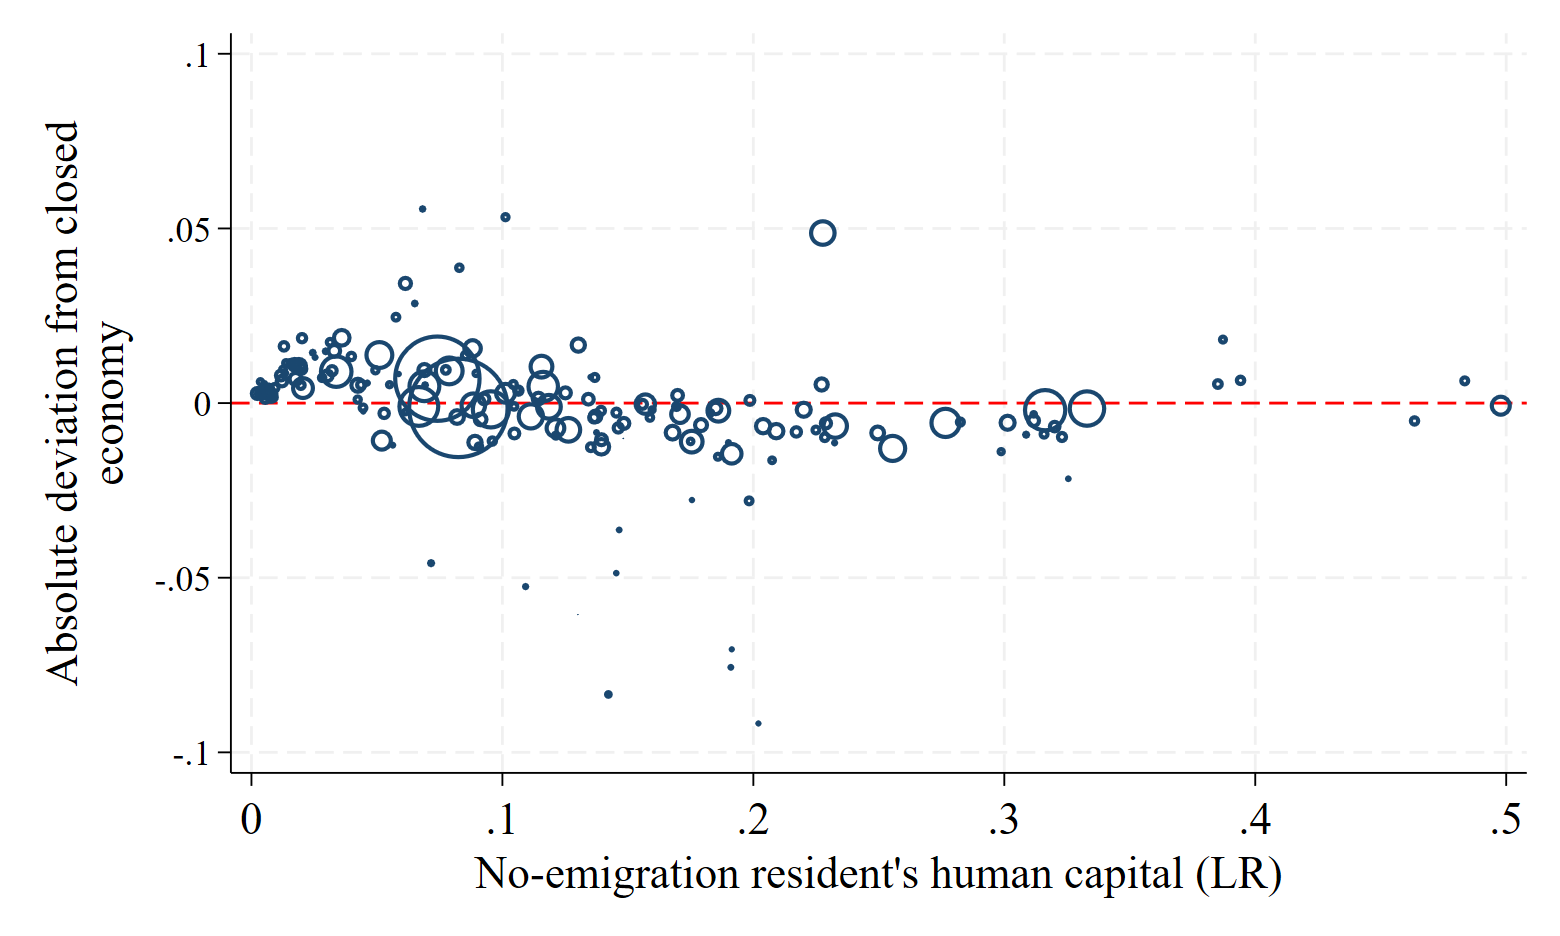 Absolute deviation from closed
economy
.1
.05
0
-.05
-.1
0 .1 .2 .3 .4 .5
No-emigration resident's human capital (LR)